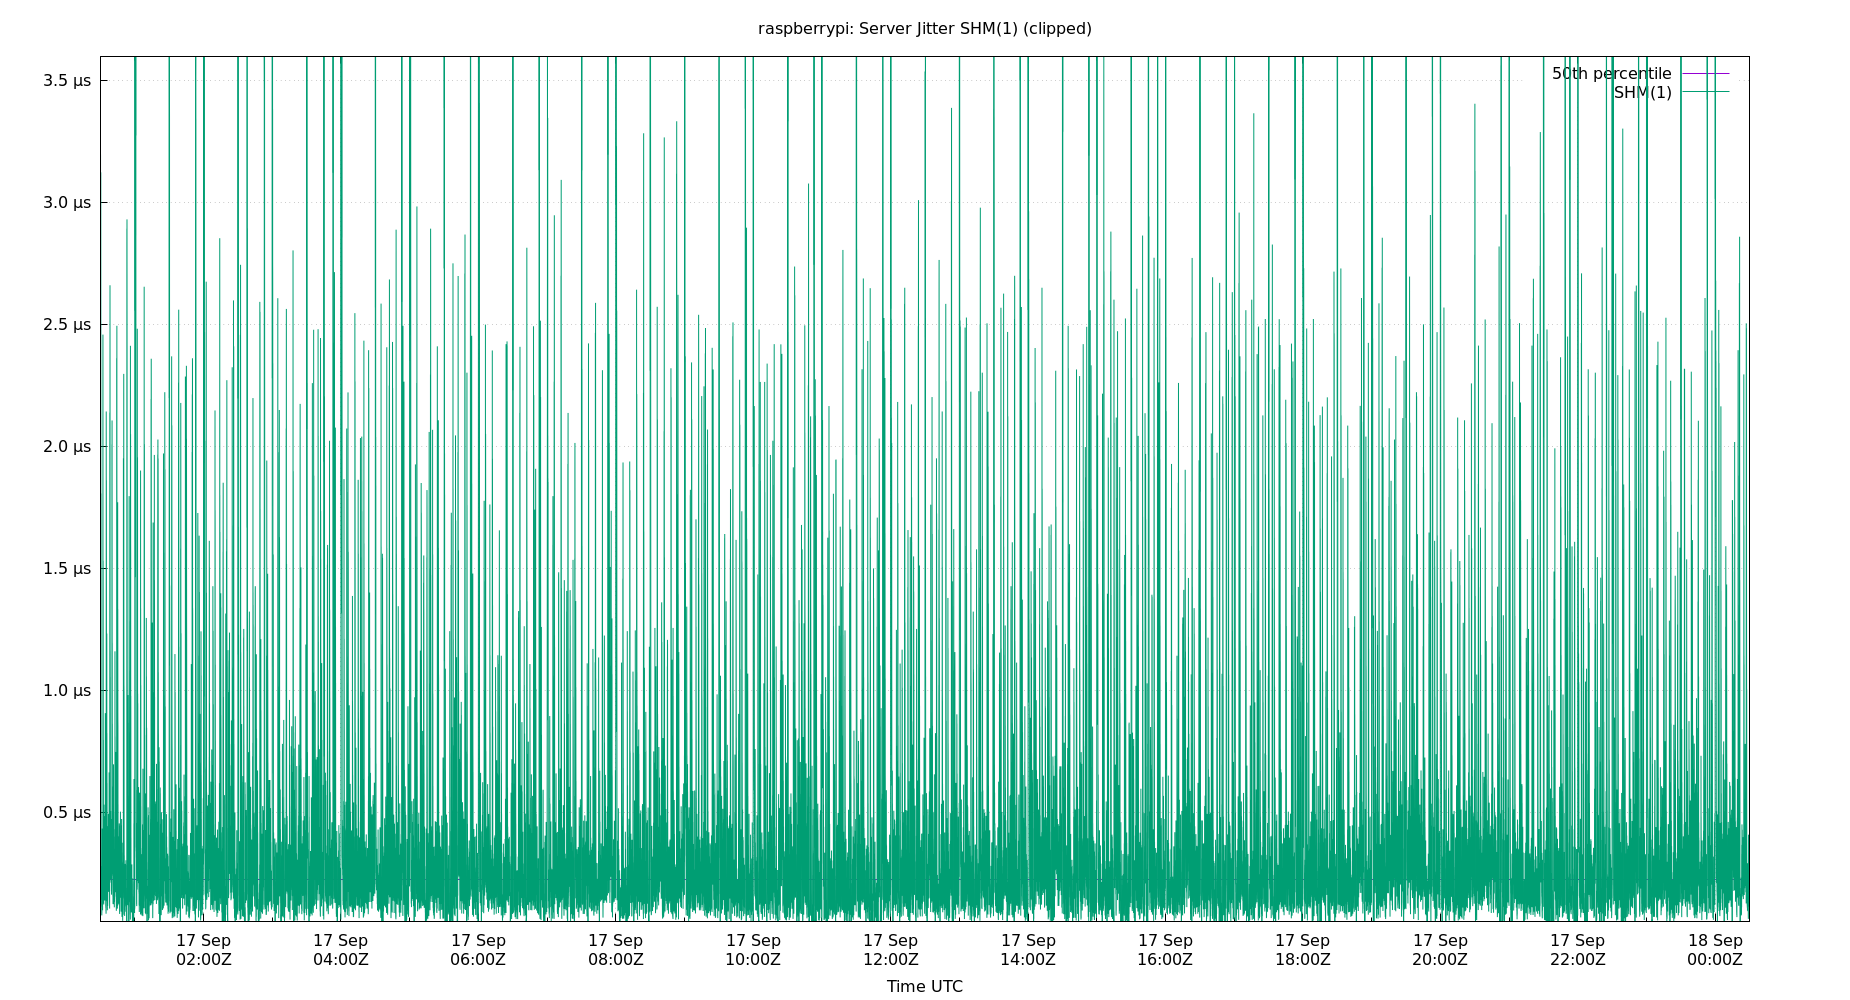 raspberrypi: Server Jitter SHM(1) (clipped)
3.5 µs
3.0 µs
2.5 µs
2.0 µs
1.5 µs
1.0 µs
0.5 µs
50th percentile
SHM(1)
17 Sep 17 Sep 17 Sep 17 Sep 17 Sep 17 Sep 17 Sep 17 Sep 17 Sep 17 Sep 17 Sep 18 Sep
02:00Z 04:00Z 06:00Z 08:00Z 10:00Z 12:00Z 14:00Z 16:00Z 18:00Z 20:00Z 22:00Z 00:00Z
Time UTC